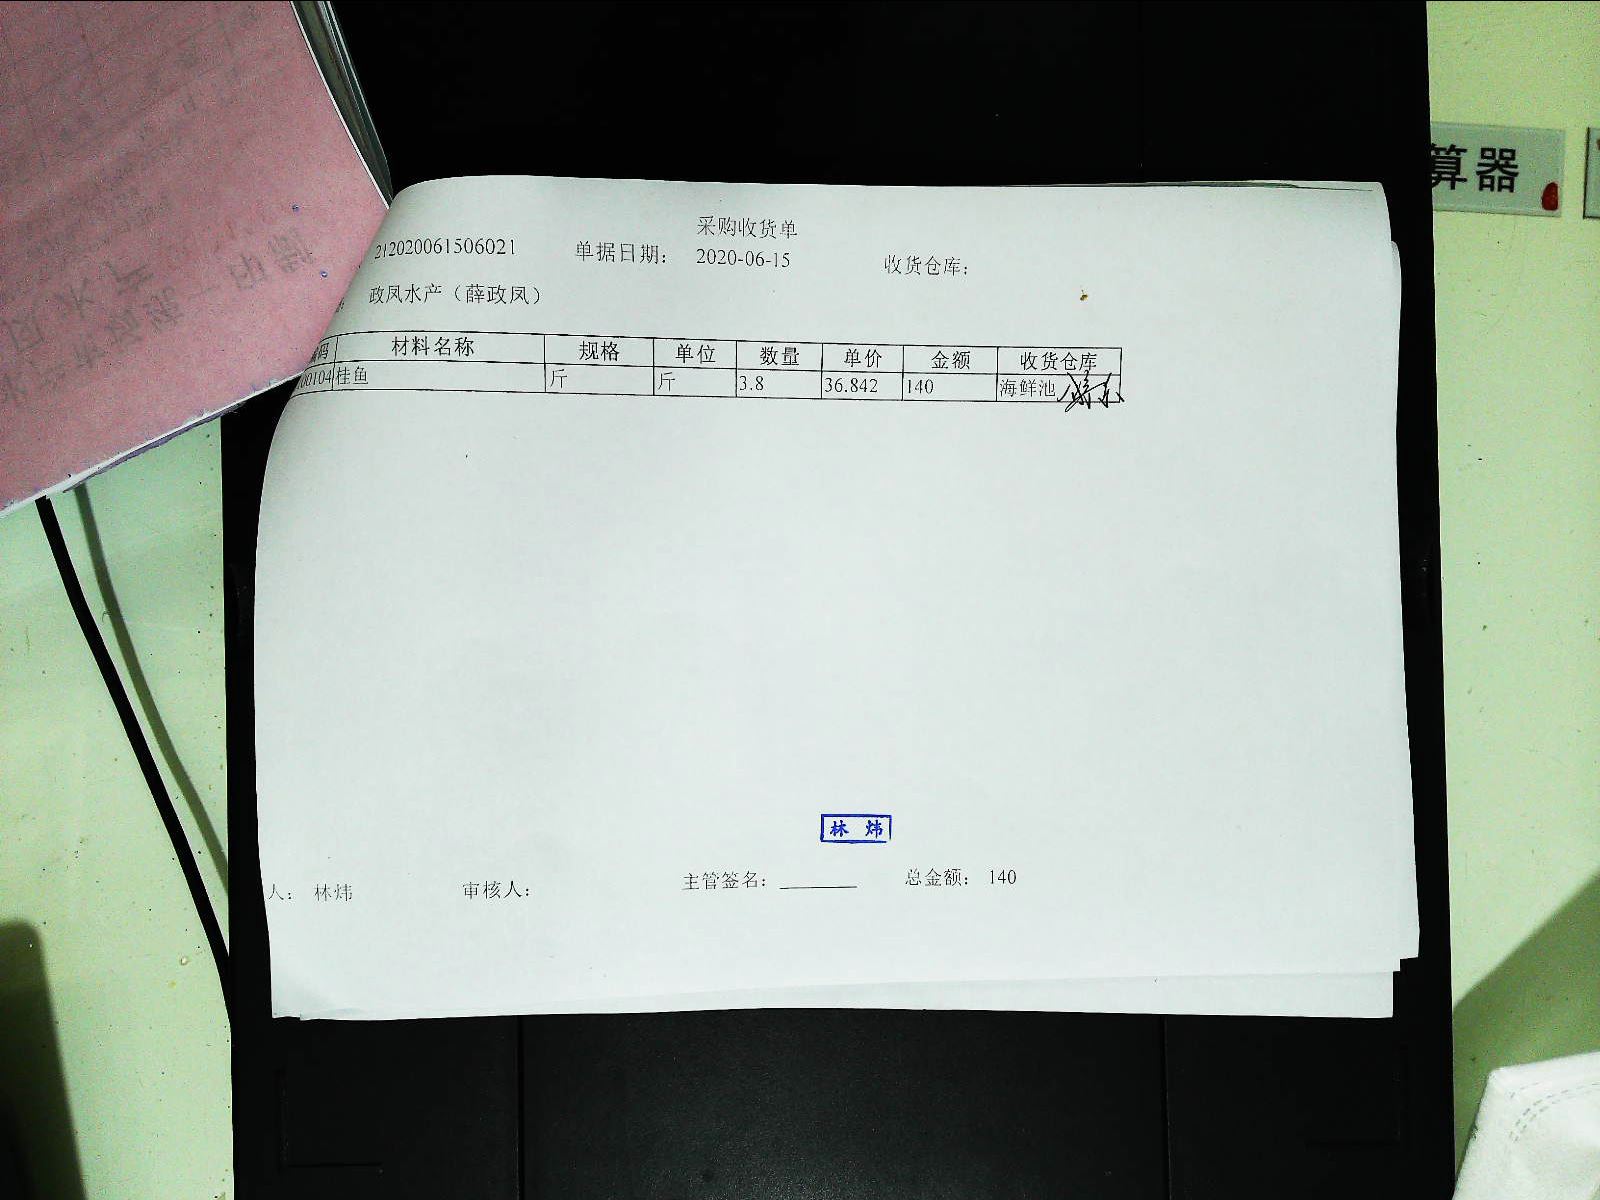 采购收货单
212020061506021 单据日期： 2020-06-15 收货仓库：
政凤水产（薛政凤）
编码 材料名称 规格 单位 数量 单价 金额 收货仓库
00104 桂鱼 斤 斤 3.8 36.842 140 海鲜池
林 炜
人： 林炜 审核人： 主管签名： 总金额： 140
算器